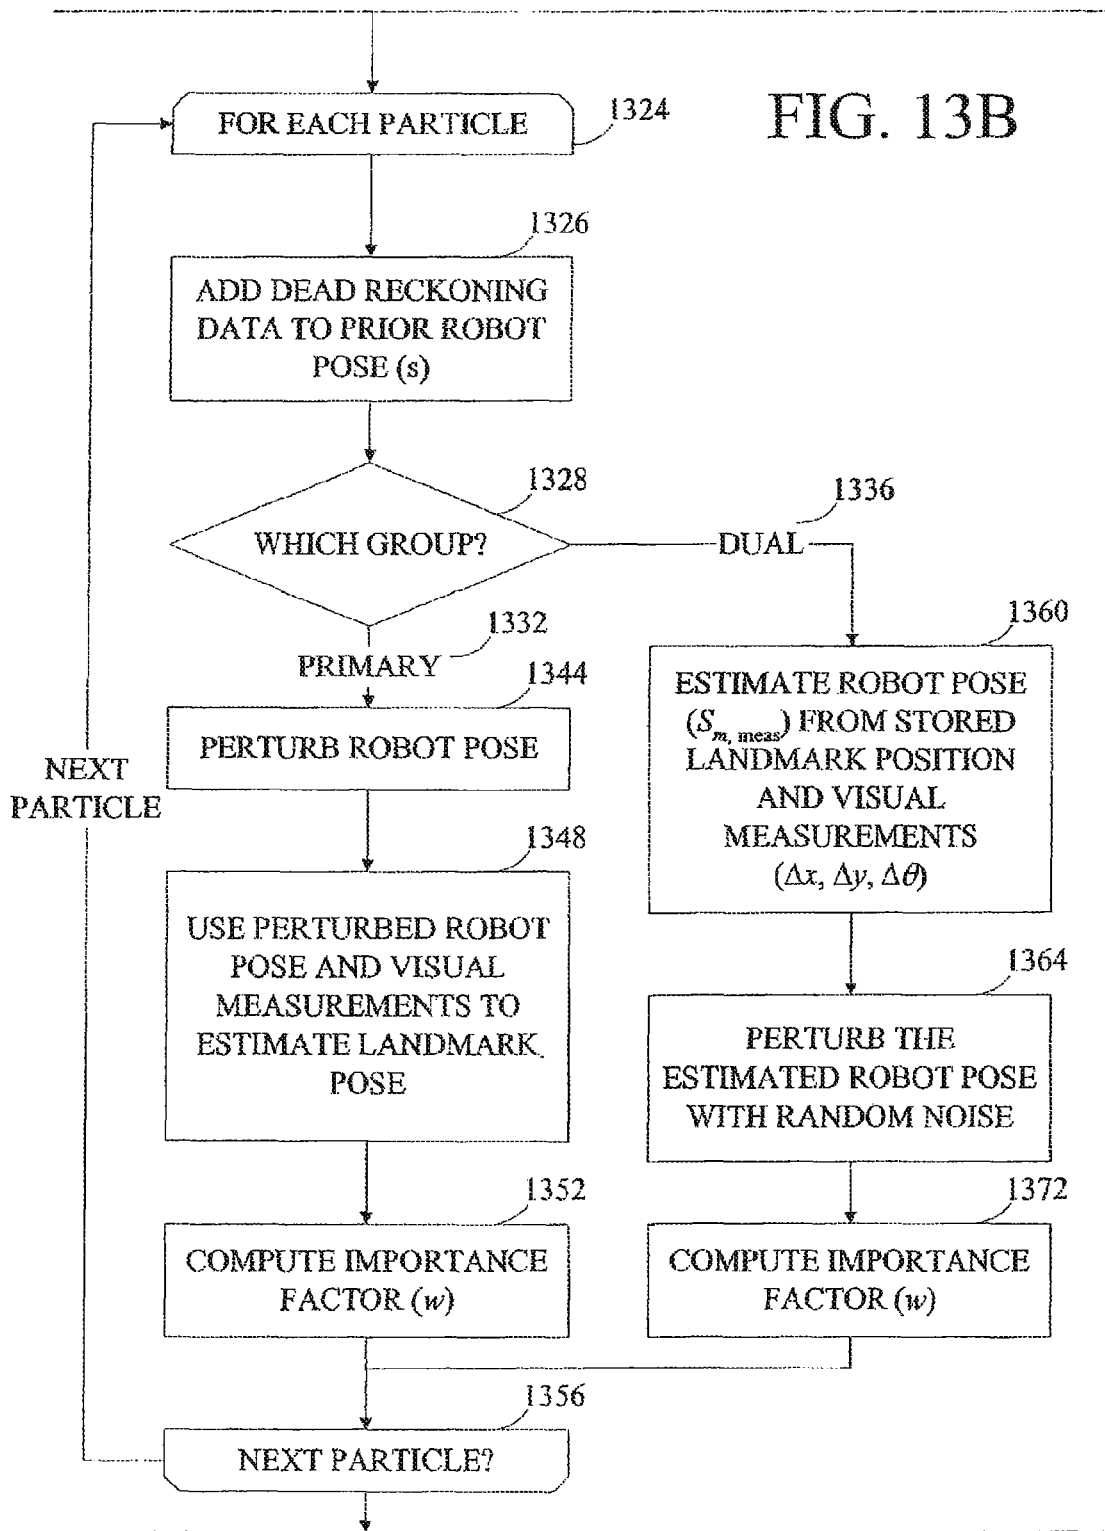 FIG. 13B
FOR EACH PARTICLE
1324
1326
ADD DEAD RECKONING
DATA TO PRIOR ROBOT
POSE (s)
1328
WHICH GROUP?
1336
DUAL
1332
PRIMARY
1344
PERTURB ROBOT POSE
1360
ESTIMATE ROBOT POSE
(Sm, meas) FROM STORED
LANDMARK POSITION
AND VISUAL
MEASUREMENTS
(Δx, Δy, Δθ)
NEXT
PARTICLE
1348
USE PERTURBED ROBOT
POSE AND VISUAL
MEASUREMENTS TO
ESTIMATE LANDMARK
POSE
1364
PERTURB THE
ESTIMATED ROBOT POSE
WITH RANDOM NOISE
1352
COMPUTE IMPORTANCE
FACTOR (w)
1372
COMPUTE IMPORTANCE
FACTOR (w)
1356
NEXT PARTICLE?